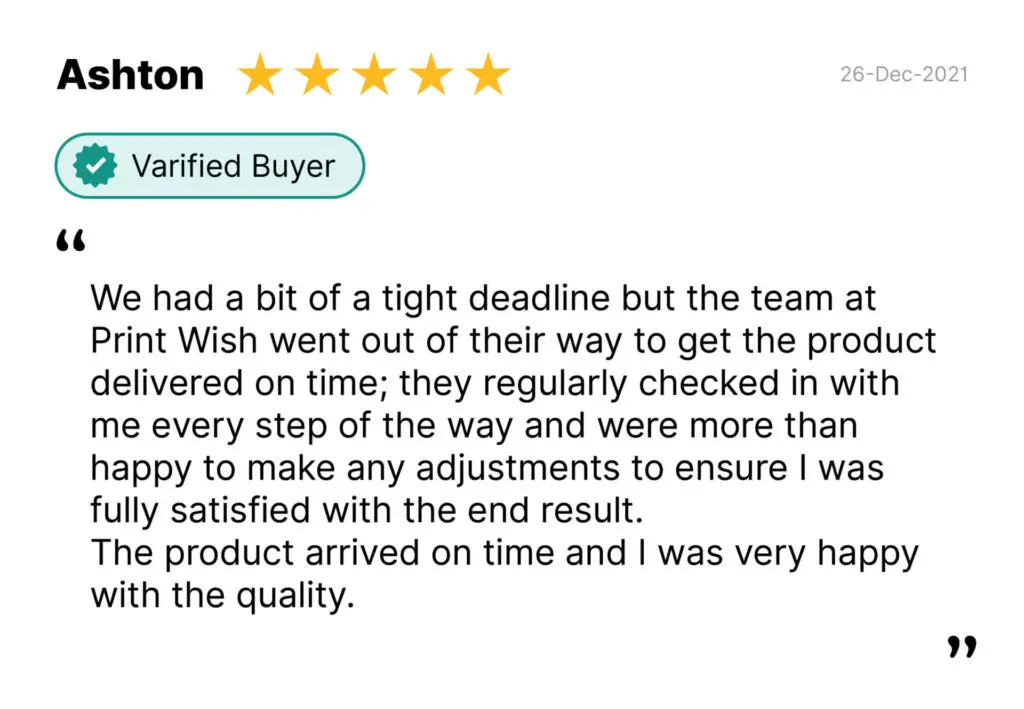 Ashton 26-Dec-2021
Varified Buyer
“
We had a bit of a tight deadline but the team at
Print Wish went out of their way to get the product
delivered on time; they regularly checked in with
me every step of the way and were more than
happy to make any adjustments to ensure I was
fully satisfied with the end result.
The product arrived on time and I was very happy
with the quality.
”